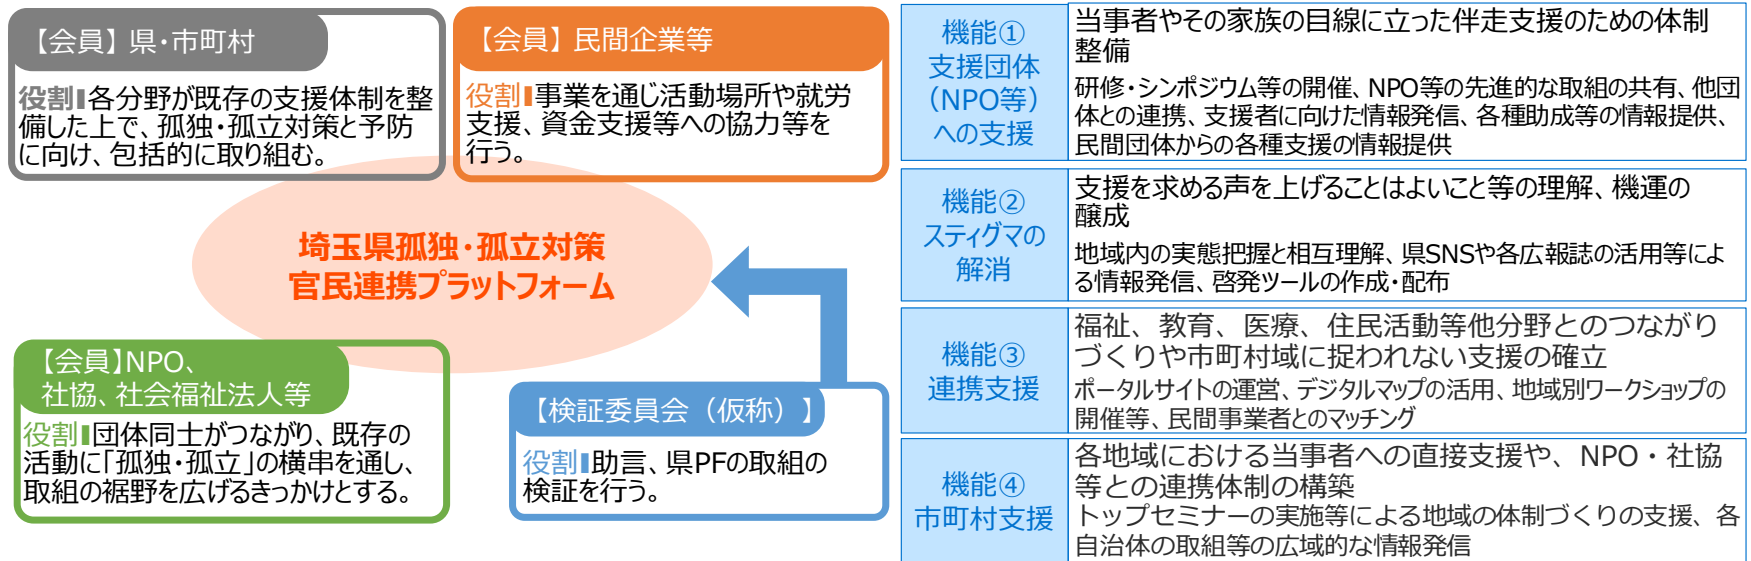 【会員】県・市町村
役割▮各分野が既存の支援体制を整
備した上で、孤独・孤立対策と予防
に向け、包括的に取り組む。
【会員】民間企業等
役割▮事業を通じ活動場所や就労
支援、資金支援等への協力等を
行う。
埼玉県孤独・孤立対策
官民連携プラットフォーム
【会員】NPO、
社協、社会福祉法人等
役割▮団体同士がつながり、既存の
活動に「孤独・孤立」の横串を通し、
取組の裾野を広げるきっかけとする。
【検証委員会（仮称）】
役割▮助言、県PFの取組の
検証を行う。
機能①
支援団体
（NPO等）
への支援
当事者やその家族の目線に立った伴走支援のための体制
整備
研修・シンポジウム等の開催、NPO等の先進的な取組の共有、他団
体との連携、支援者に向けた情報発信、各種助成等の情報提供、
民間団体からの各種支援の情報提供
機能②
スティグマの
解消
支援を求める声を上げることはよいこと等の理解、機運の
醸成
地域内の実態把握と相互理解、県SNSや各広報誌の活用等によ
る情報発信、啓発ツールの作成・配布
機能③
連携支援
福祉、教育、医療、住民活動等他分野とのつながり
づくりや市町村域に捉われない支援の確立
ポータルサイトの運営、デジタルマップの活用、地域別ワークショップの
開催等、民間事業者とのマッチング
機能④
市町村支援
各地域における当事者への直接支援や、NPO・社協
等との連携体制の構築
トップセミナーの実施等による地域の体制づくりの支援、各
自治体の取組等の広域的な情報発信